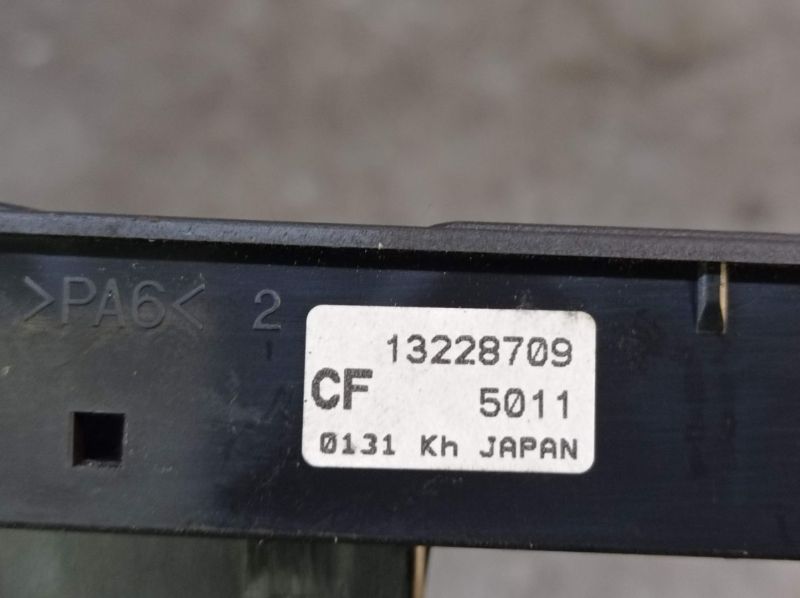 >PA6< 2
13228709
CF 5011
0131 Kh JAPAN